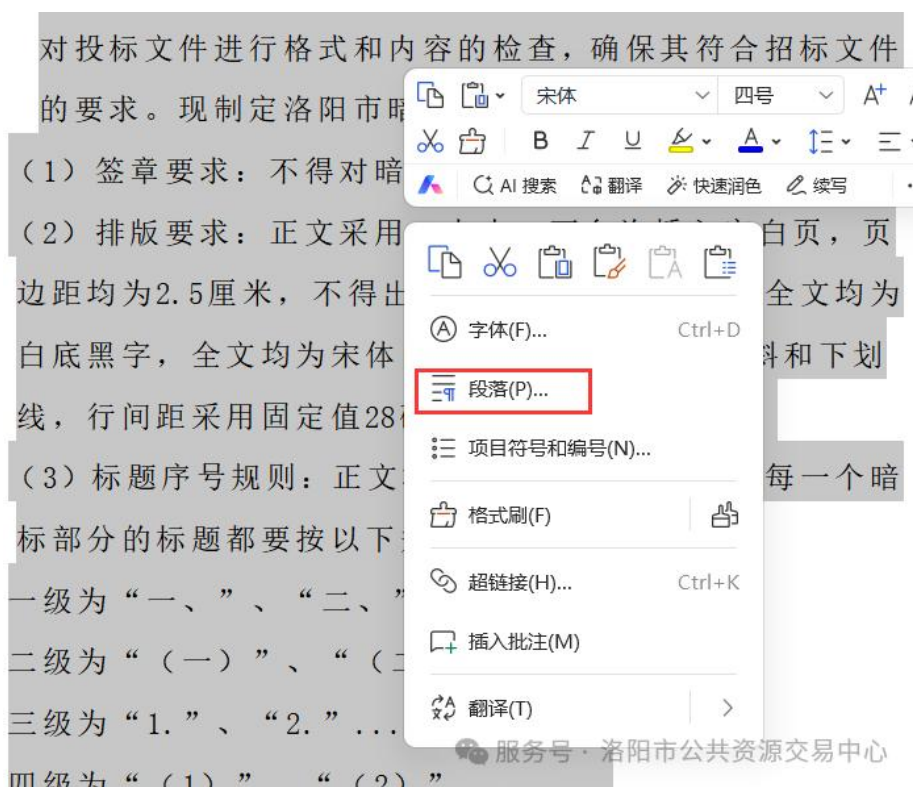 对投标文件进行格式和内容的检查，确保其符合招标文件
的要求。现制定洛阳市暗
宋体 四号 A+
B I U A
（1）签章要求：不得对暗
AI 搜索 翻译 快速润色 续写
（2）排版要求：正文采用
白页，页
边距均为2.5厘米，不得出
全文均为
字体(F)... Ctrl+D
白底黑字，全文均为宋体
和下划
段落(P)...
线，行间距采用固定值28
项目符号和编号(N)...
（3）标题序号规则：正文
每一个暗
格式刷(F)
标部分的标题都要按以下
超链接(H)... Ctrl+K
一级为“一、”、“二、”
插入批注(M)
二级为“（一）”、“（
翻译(T)
三级为“1.”、“2.”...
服务号 · 洛阳市公共资源交易中心
四级为“（1）”、“（2）”